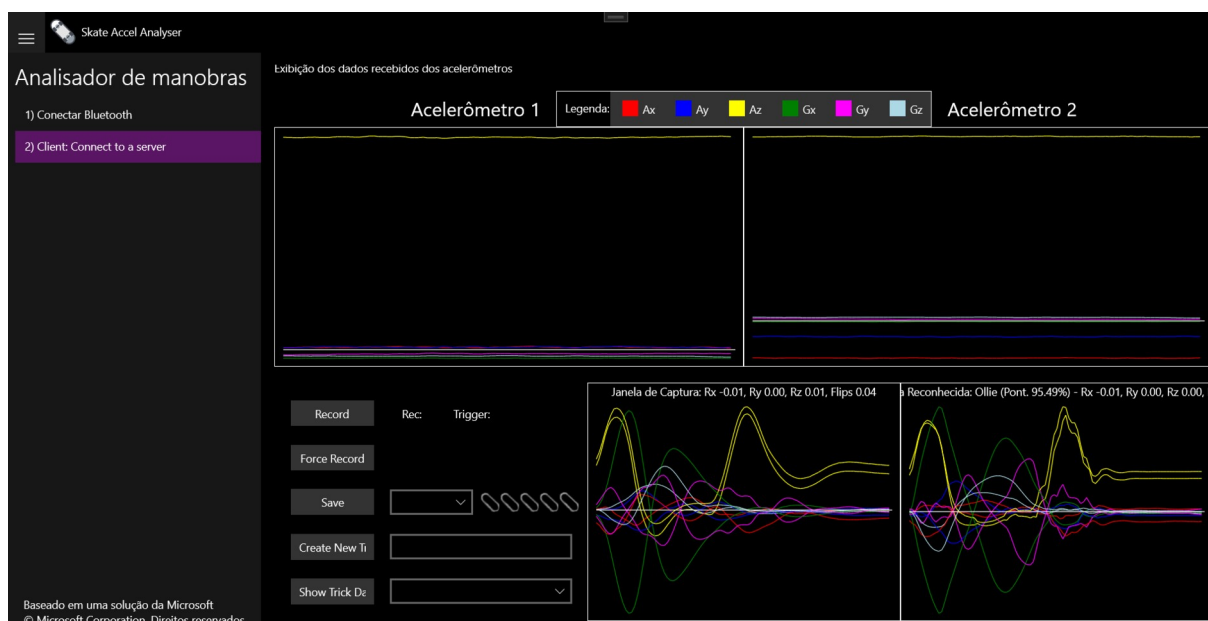 Skate Accel Analyser
Analisador de manobras
1) Conectar Bluetooth
2) Client: Connect to a server
Exibição dos dados recebidos dos acelerômetros
Acelerômetro 1
Legenda: Ax Ay Az Gx Gy Gz
Acelerômetro 2
Record Rec: Trigger:
Force Record
Save
Create New Ti
Show Trick Da
Janela de Captura: Rx -0.01, Ry 0.00, Rz 0.01, Flips 0.04
a Reconhecida: Ollie (Pont. 95.49%) - Rx -0.01, Ry 0.00, Rz 0.00,
Baseado em uma solução da Microsoft
© Microsoft Corporation. Direitos reservados